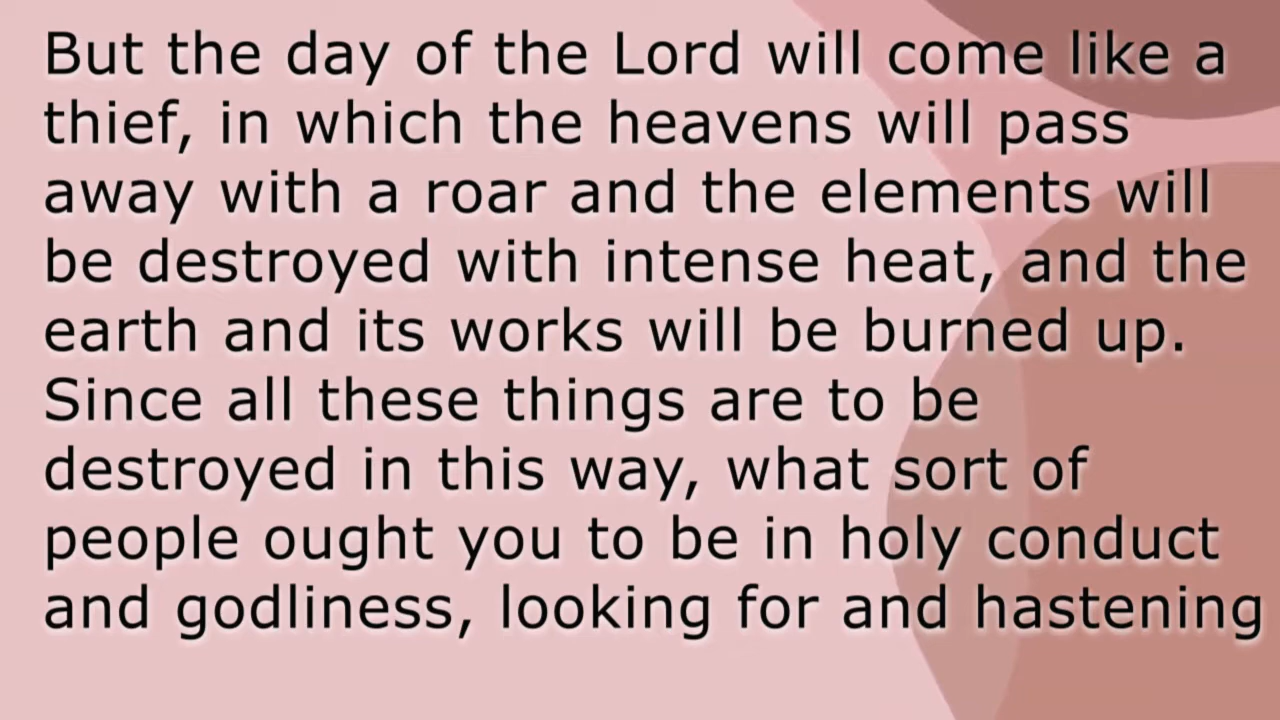 But the day of the Lord will come like a
thief, in which the heavens will pass
away with a roar and the elements will
be destroyed with intense heat, and the
earth and its works will be burned up.
Since all these things are to be
destroyed in this way, what sort of
people ought you to be in holy conduct
and godliness, looking for and hastening